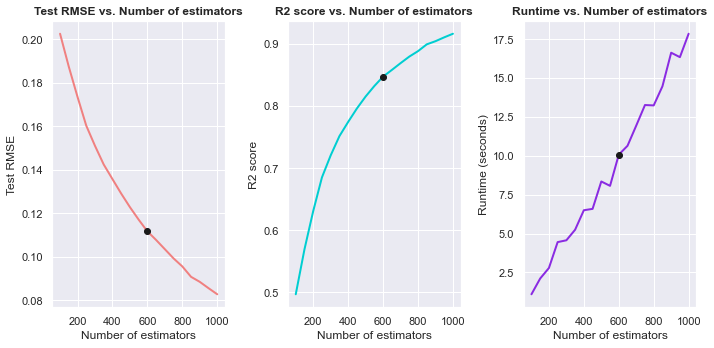 Test RMSE vs. Number of estimators
0.20
0.18
0.16
0.14
0.12
0.10
0.08
Test RMSE
200 400 600 800 1000
Number of estimators
R2 score vs. Number of estimators
0.9
0.8
0.7
0.6
0.5
R2 score
200 400 600 800 1000
Number of estimators
Runtime vs. Number of estimators
17.5
15.0
12.5
10.0
7.5
5.0
2.5
Runtime (seconds)
200 400 600 800 1000
Number of estimators